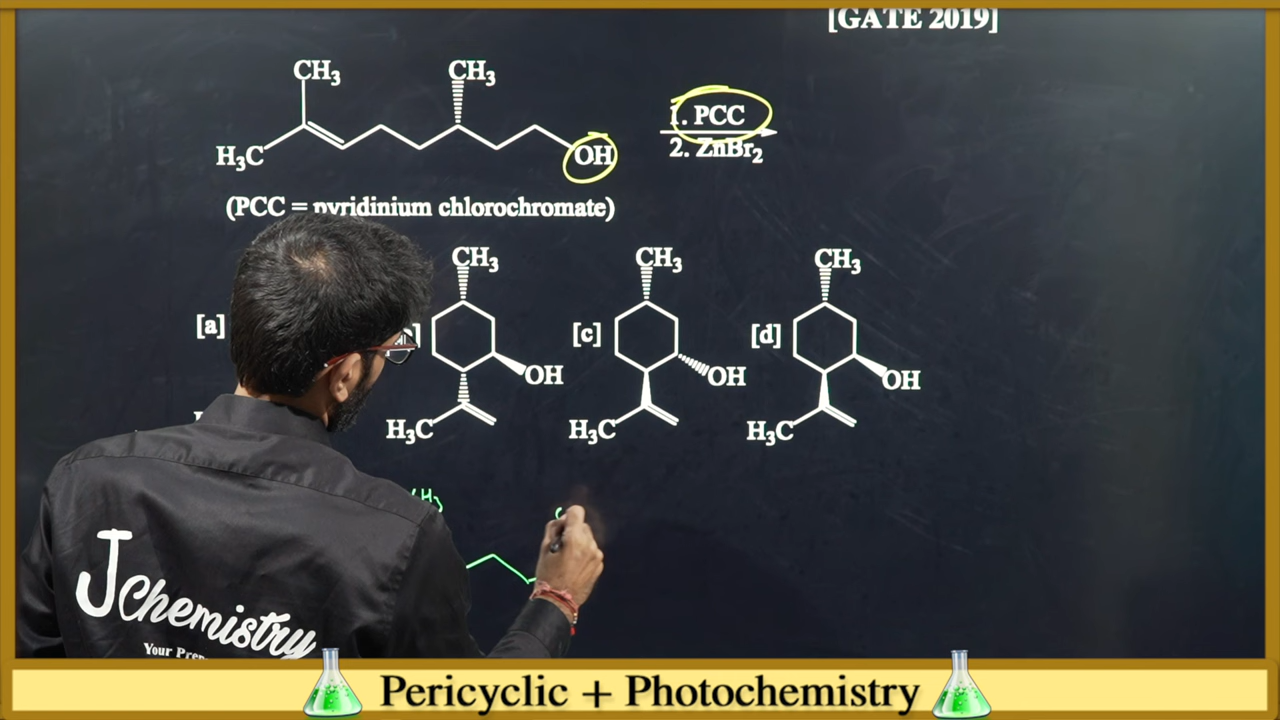 [GATE 2019]
CH₃ CH₃
1. PCC
H₃C OH 2. ZnBr₂
(PCC = pyridinium chlorochromate)
CH₃ CH₃ CH₃
[a] [c] [d]
OH OH OH
H₃C H₃C H₃C
JChemistry
Your
Pericyclic + Photochemistry